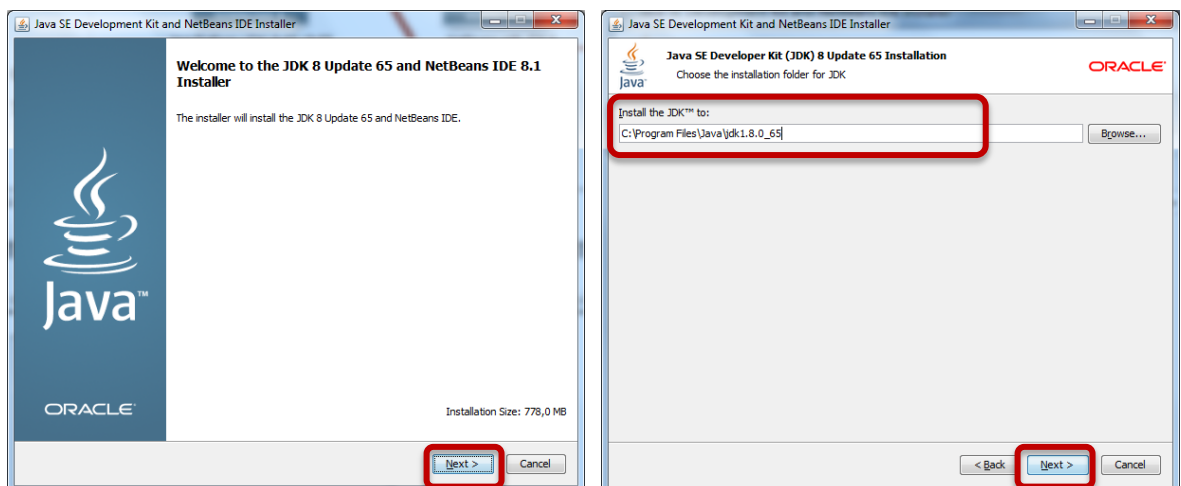 Java SE Development Kit and NetBeans IDE Installer
Welcome to the JDK 8 Update 65 and NetBeans IDE 8.1
Installer
The installer will install the JDK 8 Update 65 and NetBeans IDE.
Java™
ORACLE
Installation Size: 778,0 MB
Next >
Cancel
Java SE Development Kit and NetBeans IDE Installer
Java
Java SE Developer Kit (JDK) 8 Update 65 Installation
Choose the installation folder for JDK
ORACLE
Install the JDK™ to:
C:\Program Files\Java\jdk1.8.0_65
Browse...
< Back
Next >
Cancel